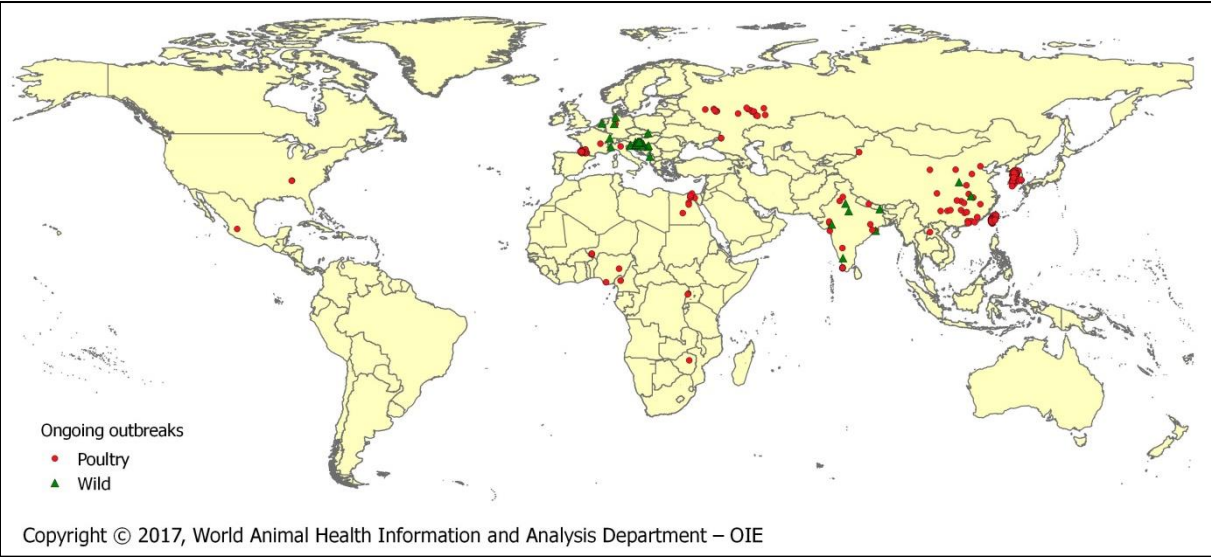 Ongoing outbreaks
Poultry
Wild
Copyright © 2017, World Animal Health Information and Analysis Department – OIE